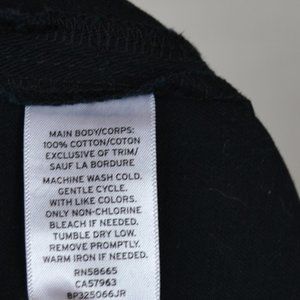 MAIN BODY/CORPS:
100% COTTON/COTON
EXCLUSIVE OF TRIM/
SAUF LA BORDURE
MACHINE WASH COLD.
GENTLE CYCLE.
WITH LIKE COLORS.
ONLY NON-CHLORINE
BLEACH IF NEEDED.
TUMBLE DRY LOW.
REMOVE PROMPTLY.
WARM IRON IF NEEDED.
RN58665
CA57963
BP325066JR